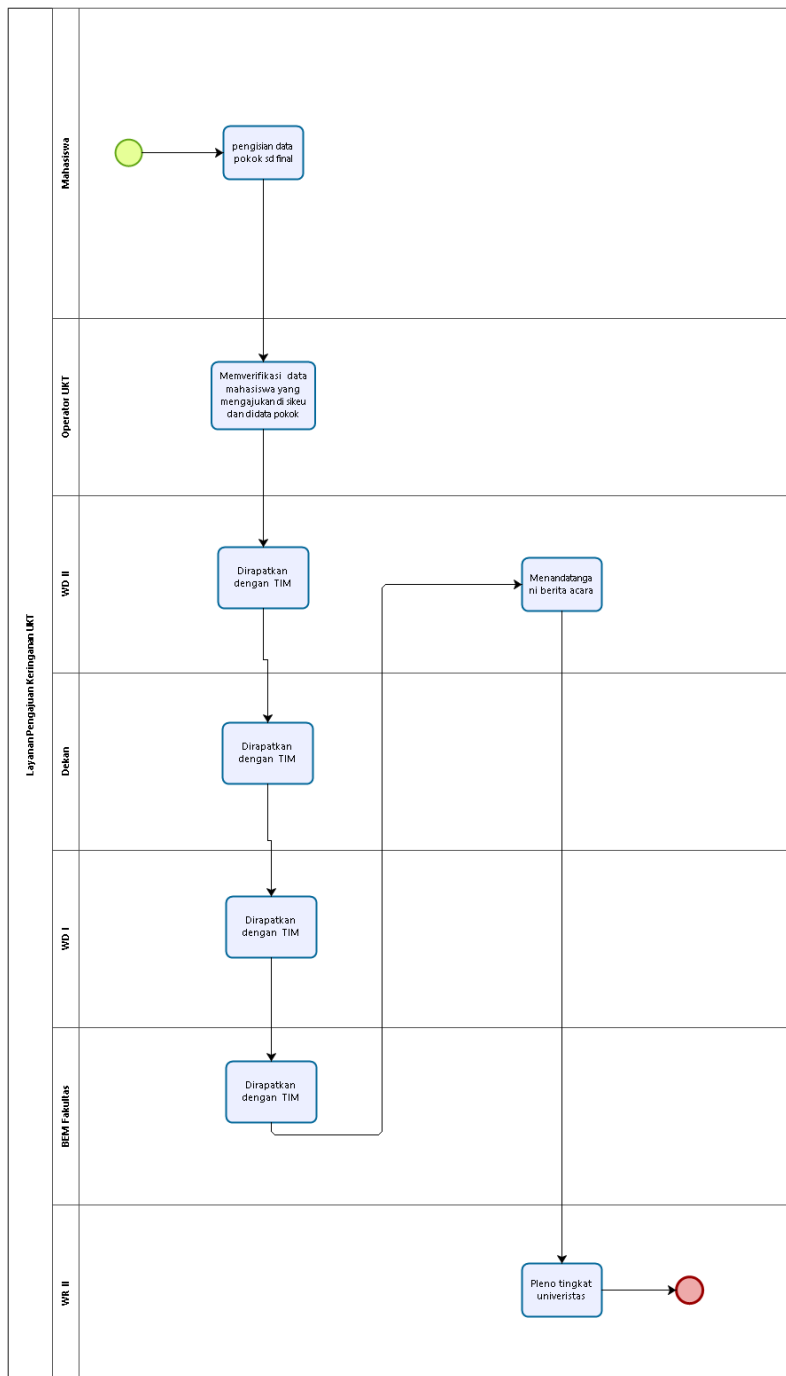 Layanan Pengajuan Keringanan UKT
Mahasiswa
pengisian data
pokok sd final
Operator UKT
Memverifikasi data
mahasiswa yang
mengajukan di sikeu
dan didata pokok
WD II
Dirapatkan
dengan TIM
Menandatanga
ni berita acara
Dekan
Dirapatkan
dengan TIM
WD I
Dirapatkan
dengan TIM
BEM Fakultas
Dirapatkan
dengan TIM
WR II
Pleno tingkat
univeristas